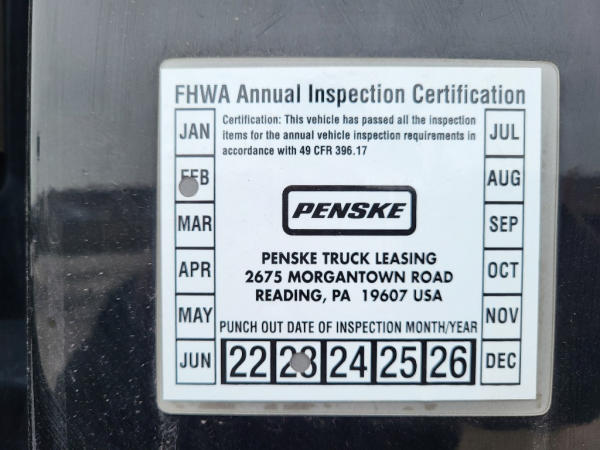 FHWA Annual Inspection Certification
Certification: This vehicle has passed all the inspection
items for the annual vehicle inspection requirements in
accordance with 49 CFR 396.17
JAN
FEB
MAR
APR
MAY
JUN
PENSKE
PENSKE TRUCK LEASING
2675 MORGANTOWN ROAD
READING, PA 19607 USA
PUNCH OUT DATE OF INSPECTION MONTH/YEAR
22 23 24 25 26
JUL
AUG
SEP
OCT
NOV
DEC